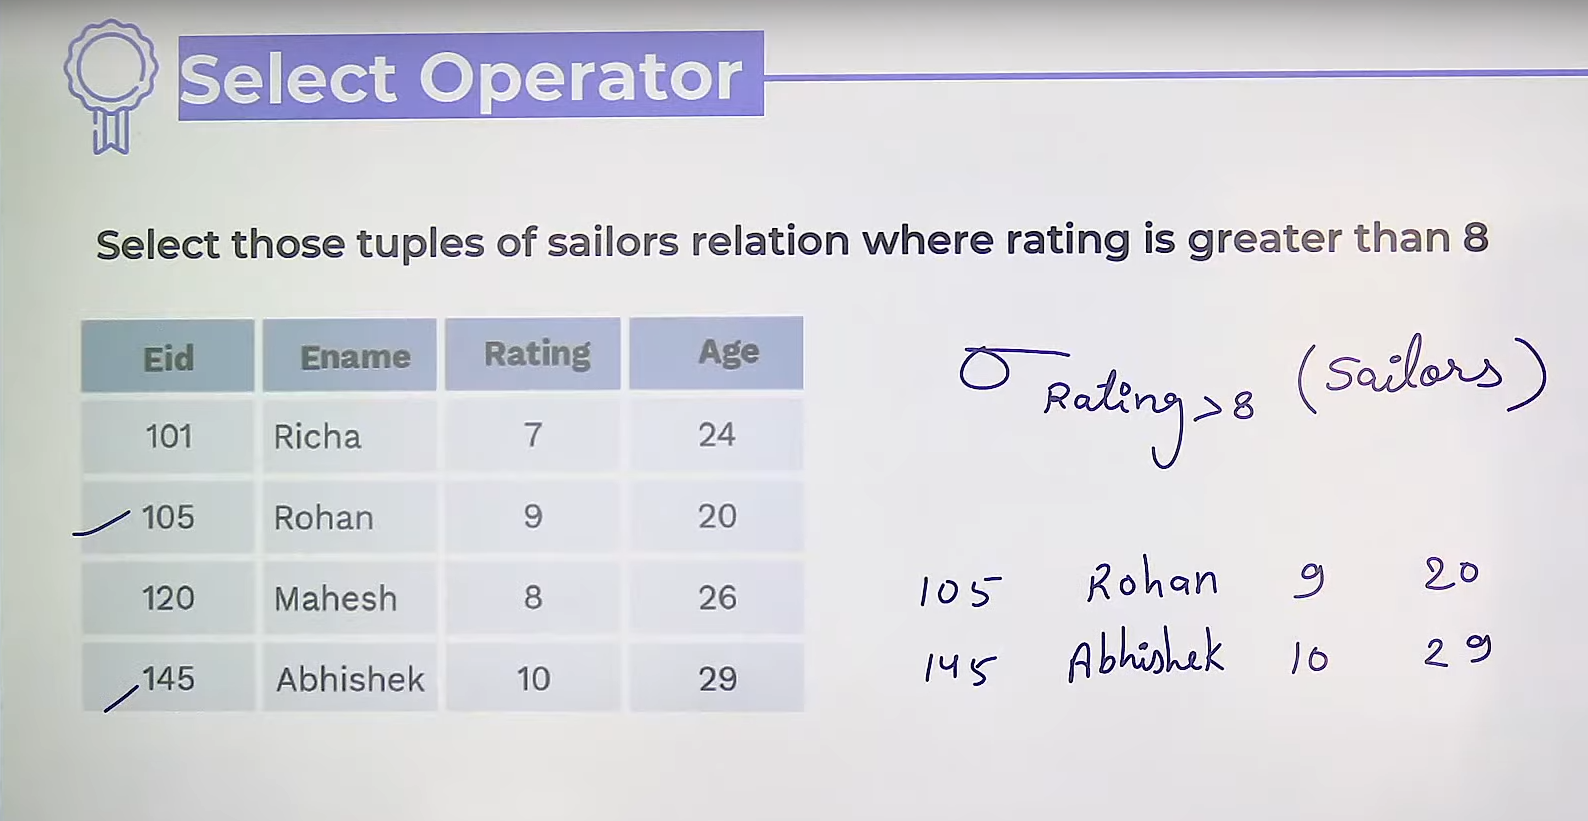 Select Operator
Select those tuples of sailors relation where rating is greater than 8
Eid Ename Rating Age
101 Richa 7 24
105 Rohan 9 20
120 Mahesh 8 26
145 Abhishek 10 29
σ Rating>8 (Sailors)
105 Rohan 9 20
145 Abhishek 10 29